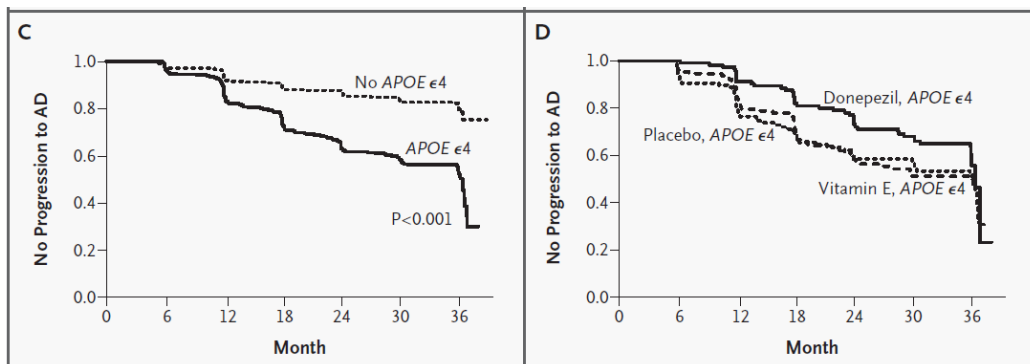 C
No Progression to AD
1.0
0.8
0.6
0.4
0.2
0.0
No APOE ϵ4
APOE ϵ4
P<0.001
0 6 12 18 24 30 36
Month
D
No Progression to AD
1.0
0.8
0.6
0.4
0.2
0.0
Donepezil, APOE ϵ4
Placebo, APOE ϵ4
Vitamin E, APOE ϵ4
0 6 12 18 24 30 36
Month